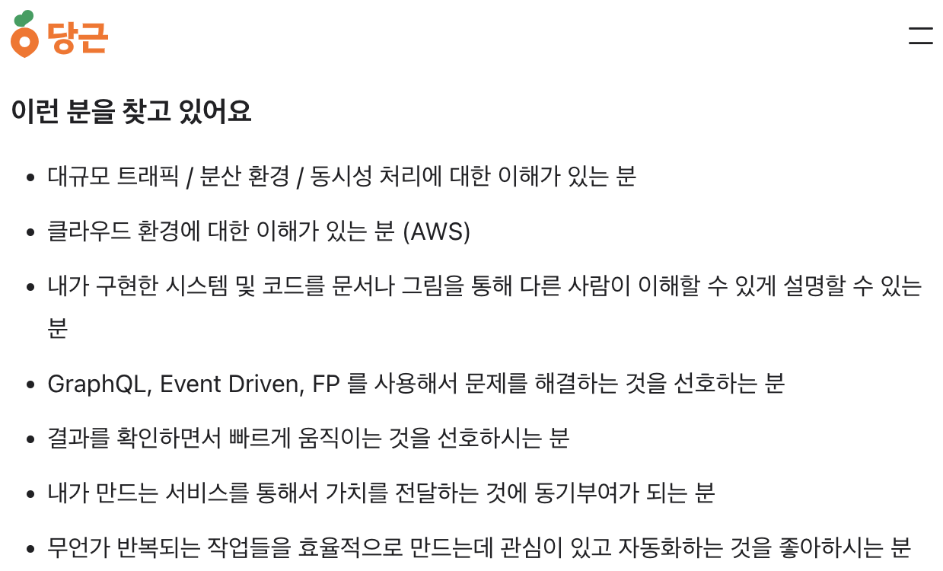 당근
이런 분을 찾고 있어요
• 대규모 트래픽 / 분산 환경 / 동시성 처리에 대한 이해가 있는 분
• 클라우드 환경에 대한 이해가 있는 분 (AWS)
• 내가 구현한 시스템 및 코드를 문서나 그림을 통해 다른 사람이 이해할 수 있게 설명할 수 있는
분
• GraphQL, Event Driven, FP 를 사용해서 문제를 해결하는 것을 선호하는 분
• 결과를 확인하면서 빠르게 움직이는 것을 선호하시는 분
• 내가 만드는 서비스를 통해서 가치를 전달하는 것에 동기부여가 되는 분
• 무언가 반복되는 작업들을 효율적으로 만드는데 관심이 있고 자동화하는 것을 좋아하시는 분